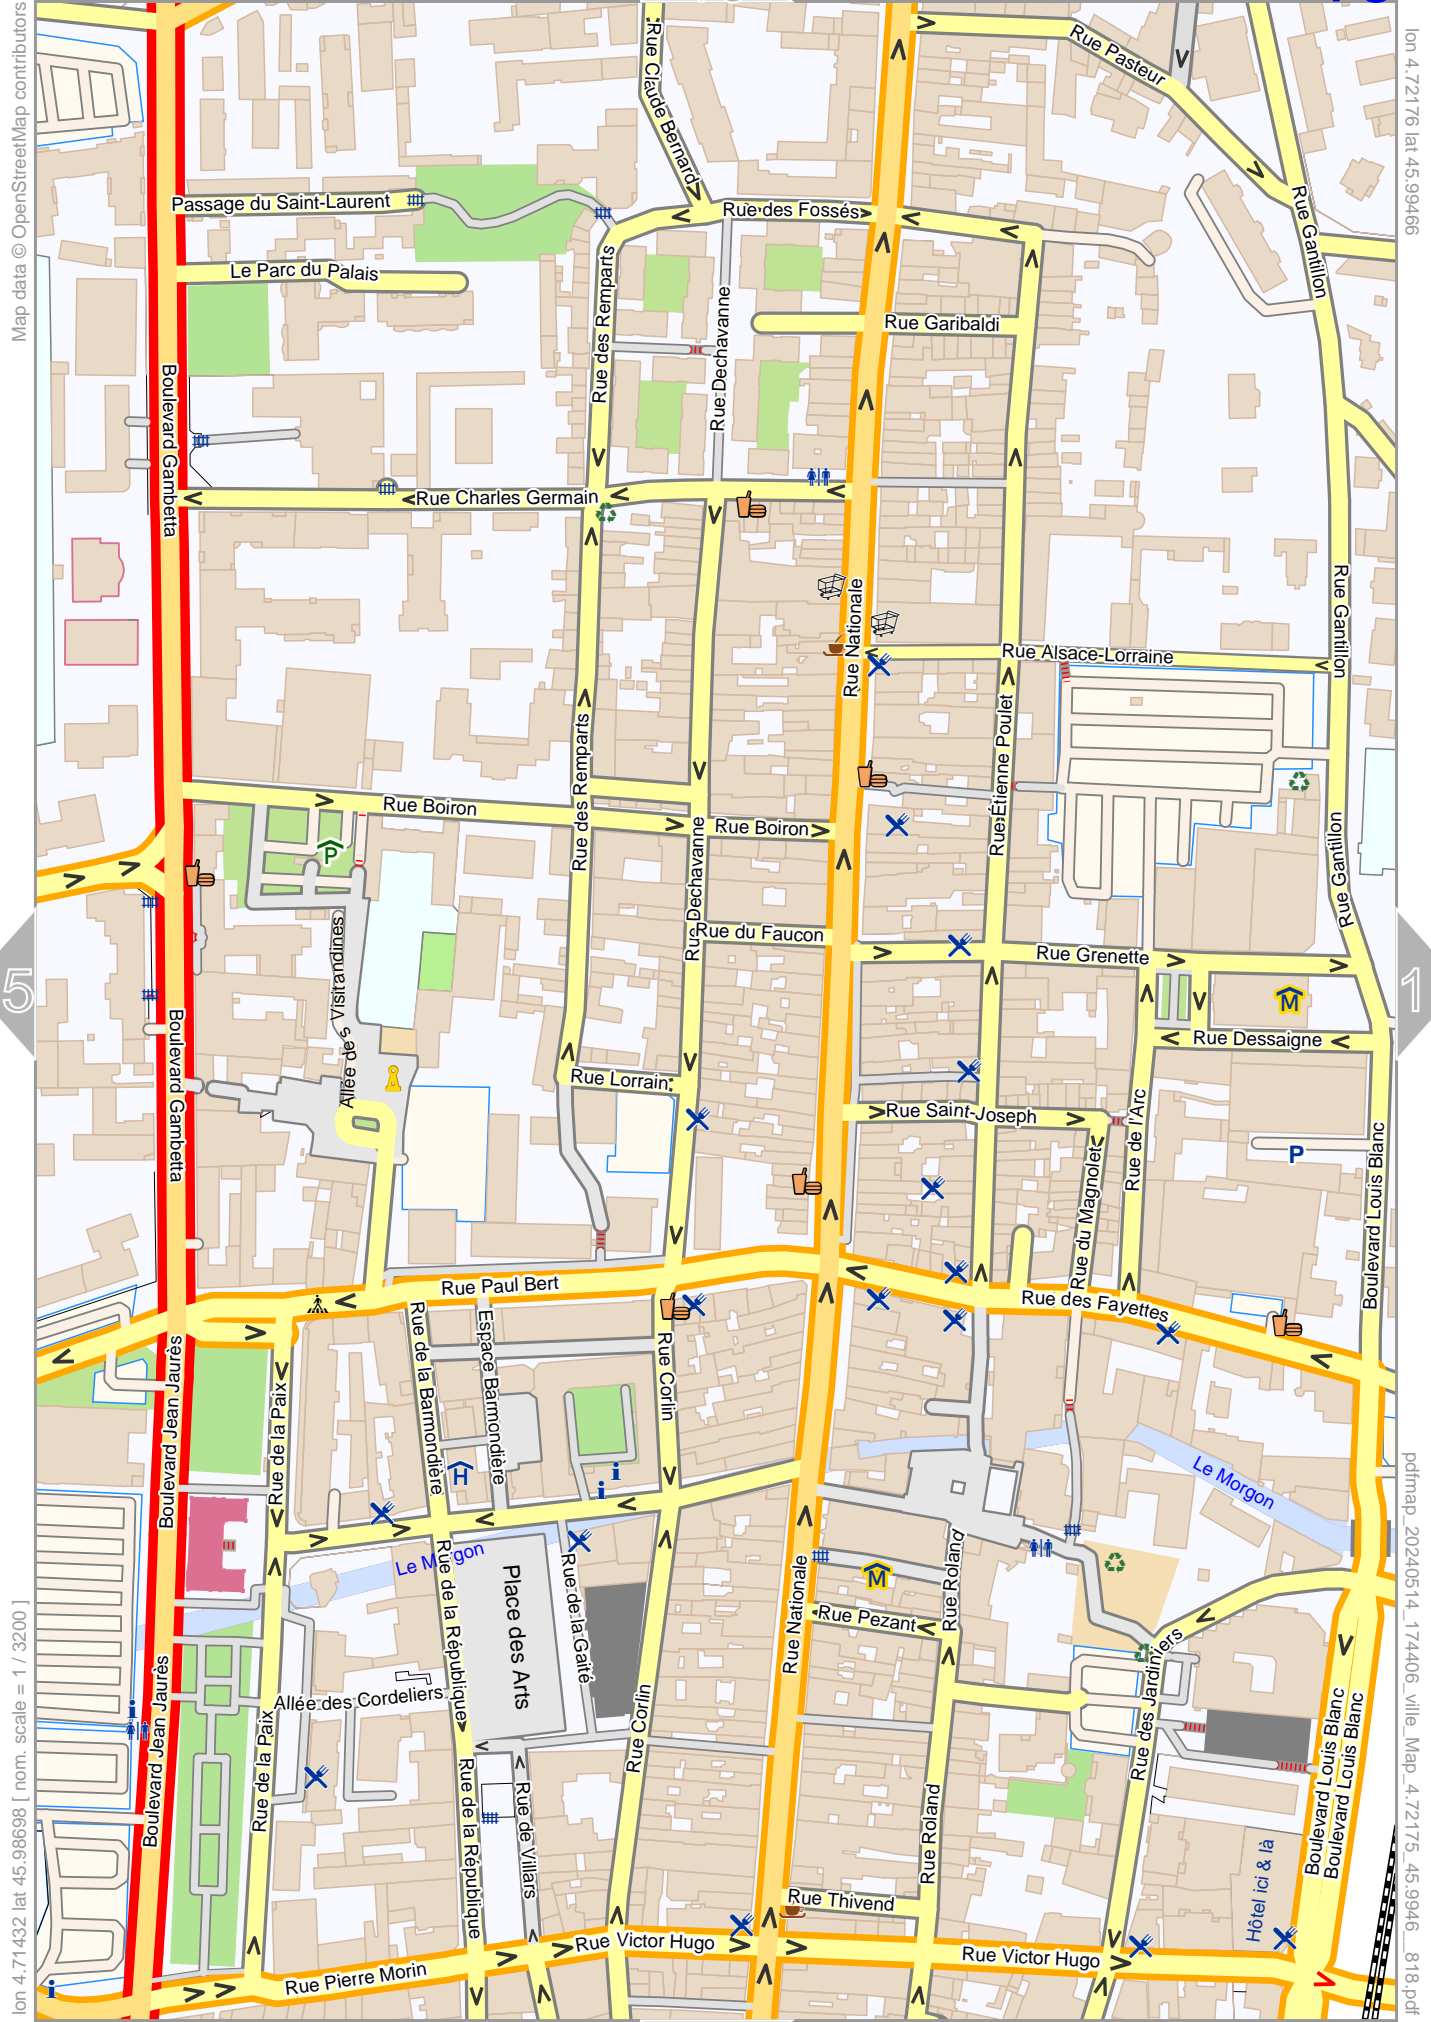 Map data © OpenStreetMap contributors
lon 4.72176 lat 45.99466
Rue Claude Bernard
Rue Pasteur
Passage du Saint-Laurent
Rue des Fossés
Rue Gantillon
Le Parc du Palais
Rue des Remparts
Rue Dechavanne
Rue Garibaldi
Boulevard Gambetta
Rue Charles Germain
Rue Nationale
Rue Gantillon
Rue Alsace-Lorraine
Rue des Remparts
Rue Étienne Poulet
Rue Boiron
Rue Boiron
Rue Gantillon
P
Rue Dechavanne
Rue du Faucon
Rue Grenette
Allée des Visitandines
5
1
M
Boulevard Gambetta
Rue Dessaigne
Rue Lorrain
Rue Saint-Joseph
Rue de l'Arc
P
Rue du Magnolet
Boulevard Louis Blanc
Rue Paul Bert
Rue des Fayettes
Rue de la Barmondière
Espace Barmondière
Rue Corlin
Boulevard Jean Jaurès
Rue de la Paix
H
i
i
Le Morgon
Le Morgon
Rue de la République
Place des Arts
Rue de la Gaité
Rue Nationale
M
Rue Roland
Rue Pezant
Rue des Jardiniers
Allée des Cordeliers
i
Boulevard Jean Jaurès
Rue de la Paix
Rue Corlin
Rue de la République
Rue de Villars
Rue Roland
Boulevard Louis Blanc
Boulevard Louis Blanc
Hôtel ici & là
Rue Thivend
Rue Victor Hugo
Rue Victor Hugo
Rue Pierre Morin
i
lon 4.71432 lat 45.98698 [ nom. scale = 1 / 3200 ]
pdfmap_20240514_174406_ville_Map_4.72175_45.9946__818.pdf